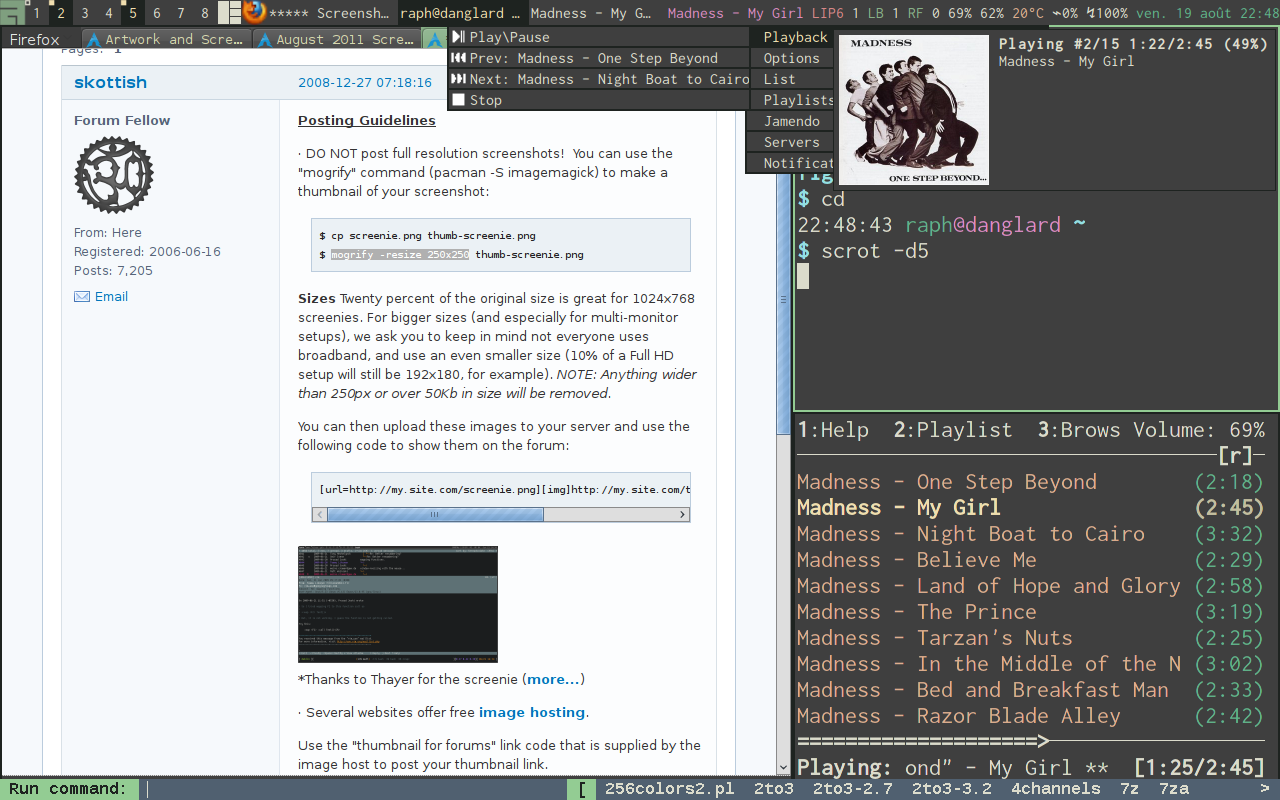 1 2 3 4 5 6 7 8 ***** Screensh… raph@danglard … Madness - My G… Madness - My Girl LIP6 1 LB 1 RF 0 69% 62% 20°C ⌁0% ↯100% ven. 19 août 22:48
Firefox Artwork and Scre… August 2011 Scre…
Play\Pause
Prev: Madness - One Step Beyond
Next: Madness - Night Boat to Cairo
Stop
Playback
Options
List
Playlists
Jamendo
Servers
Notificat
MADNESS
ONE STEP BEYOND...
Playing #2/15 1:22/2:45 (49%)
Madness - My Girl
Pages: 1
skottish 2008-12-27 07:18:16
Forum Fellow
From: Here
Registered: 2006-06-16
Posts: 7,205
Email
Posting Guidelines
· DO NOT post full resolution screenshots! You can use the
"mogrify" command (pacman -S imagemagick) to make a
thumbnail of your screenshot:
$ cp screenie.png thumb-screenie.png
$ mogrify -resize 250x250 thumb-screenie.png
Sizes Twenty percent of the original size is great for 1024x768
screenies. For bigger sizes (and especially for multi-monitor
setups), we ask you to keep in mind not everyone uses
broadband, and use an even smaller size (10% of a Full HD
setup will still be 192x180, for example). NOTE: Anything wider
than 250px or over 50Kb in size will be removed.
You can then upload these images to your server and use the
following code to show them on the forum:
[url=http://my.site.com/screenie.png][img]http://my.site.com/t
*Thanks to Thayer for the screenie (more...)
· Several websites offer free image hosting.
Use the "thumbnail for forums" link code that is supplied by the
image host to post your thumbnail link.
$ cd
22:48:43 raph@danglard ~
$ scrot -d5
1:Help 2:Playlist 3:Brows Volume: 69%
[r]
Madness - One Step Beyond (2:18)
Madness - My Girl (2:45)
Madness - Night Boat to Cairo (3:32)
Madness - Believe Me (2:29)
Madness - Land of Hope and Glory (2:58)
Madness - The Prince (3:19)
Madness - Tarzan's Nuts (2:25)
Madness - In the Middle of the N (3:02)
Madness - Bed and Breakfast Man (2:33)
Madness - Razor Blade Alley (2:42)
=====================>
Playing: ond" - My Girl ** [1:25/2:45]
Run command: [ 256colors2.pl 2to3 2to3-2.7 2to3-3.2 4channels 7z 7za >